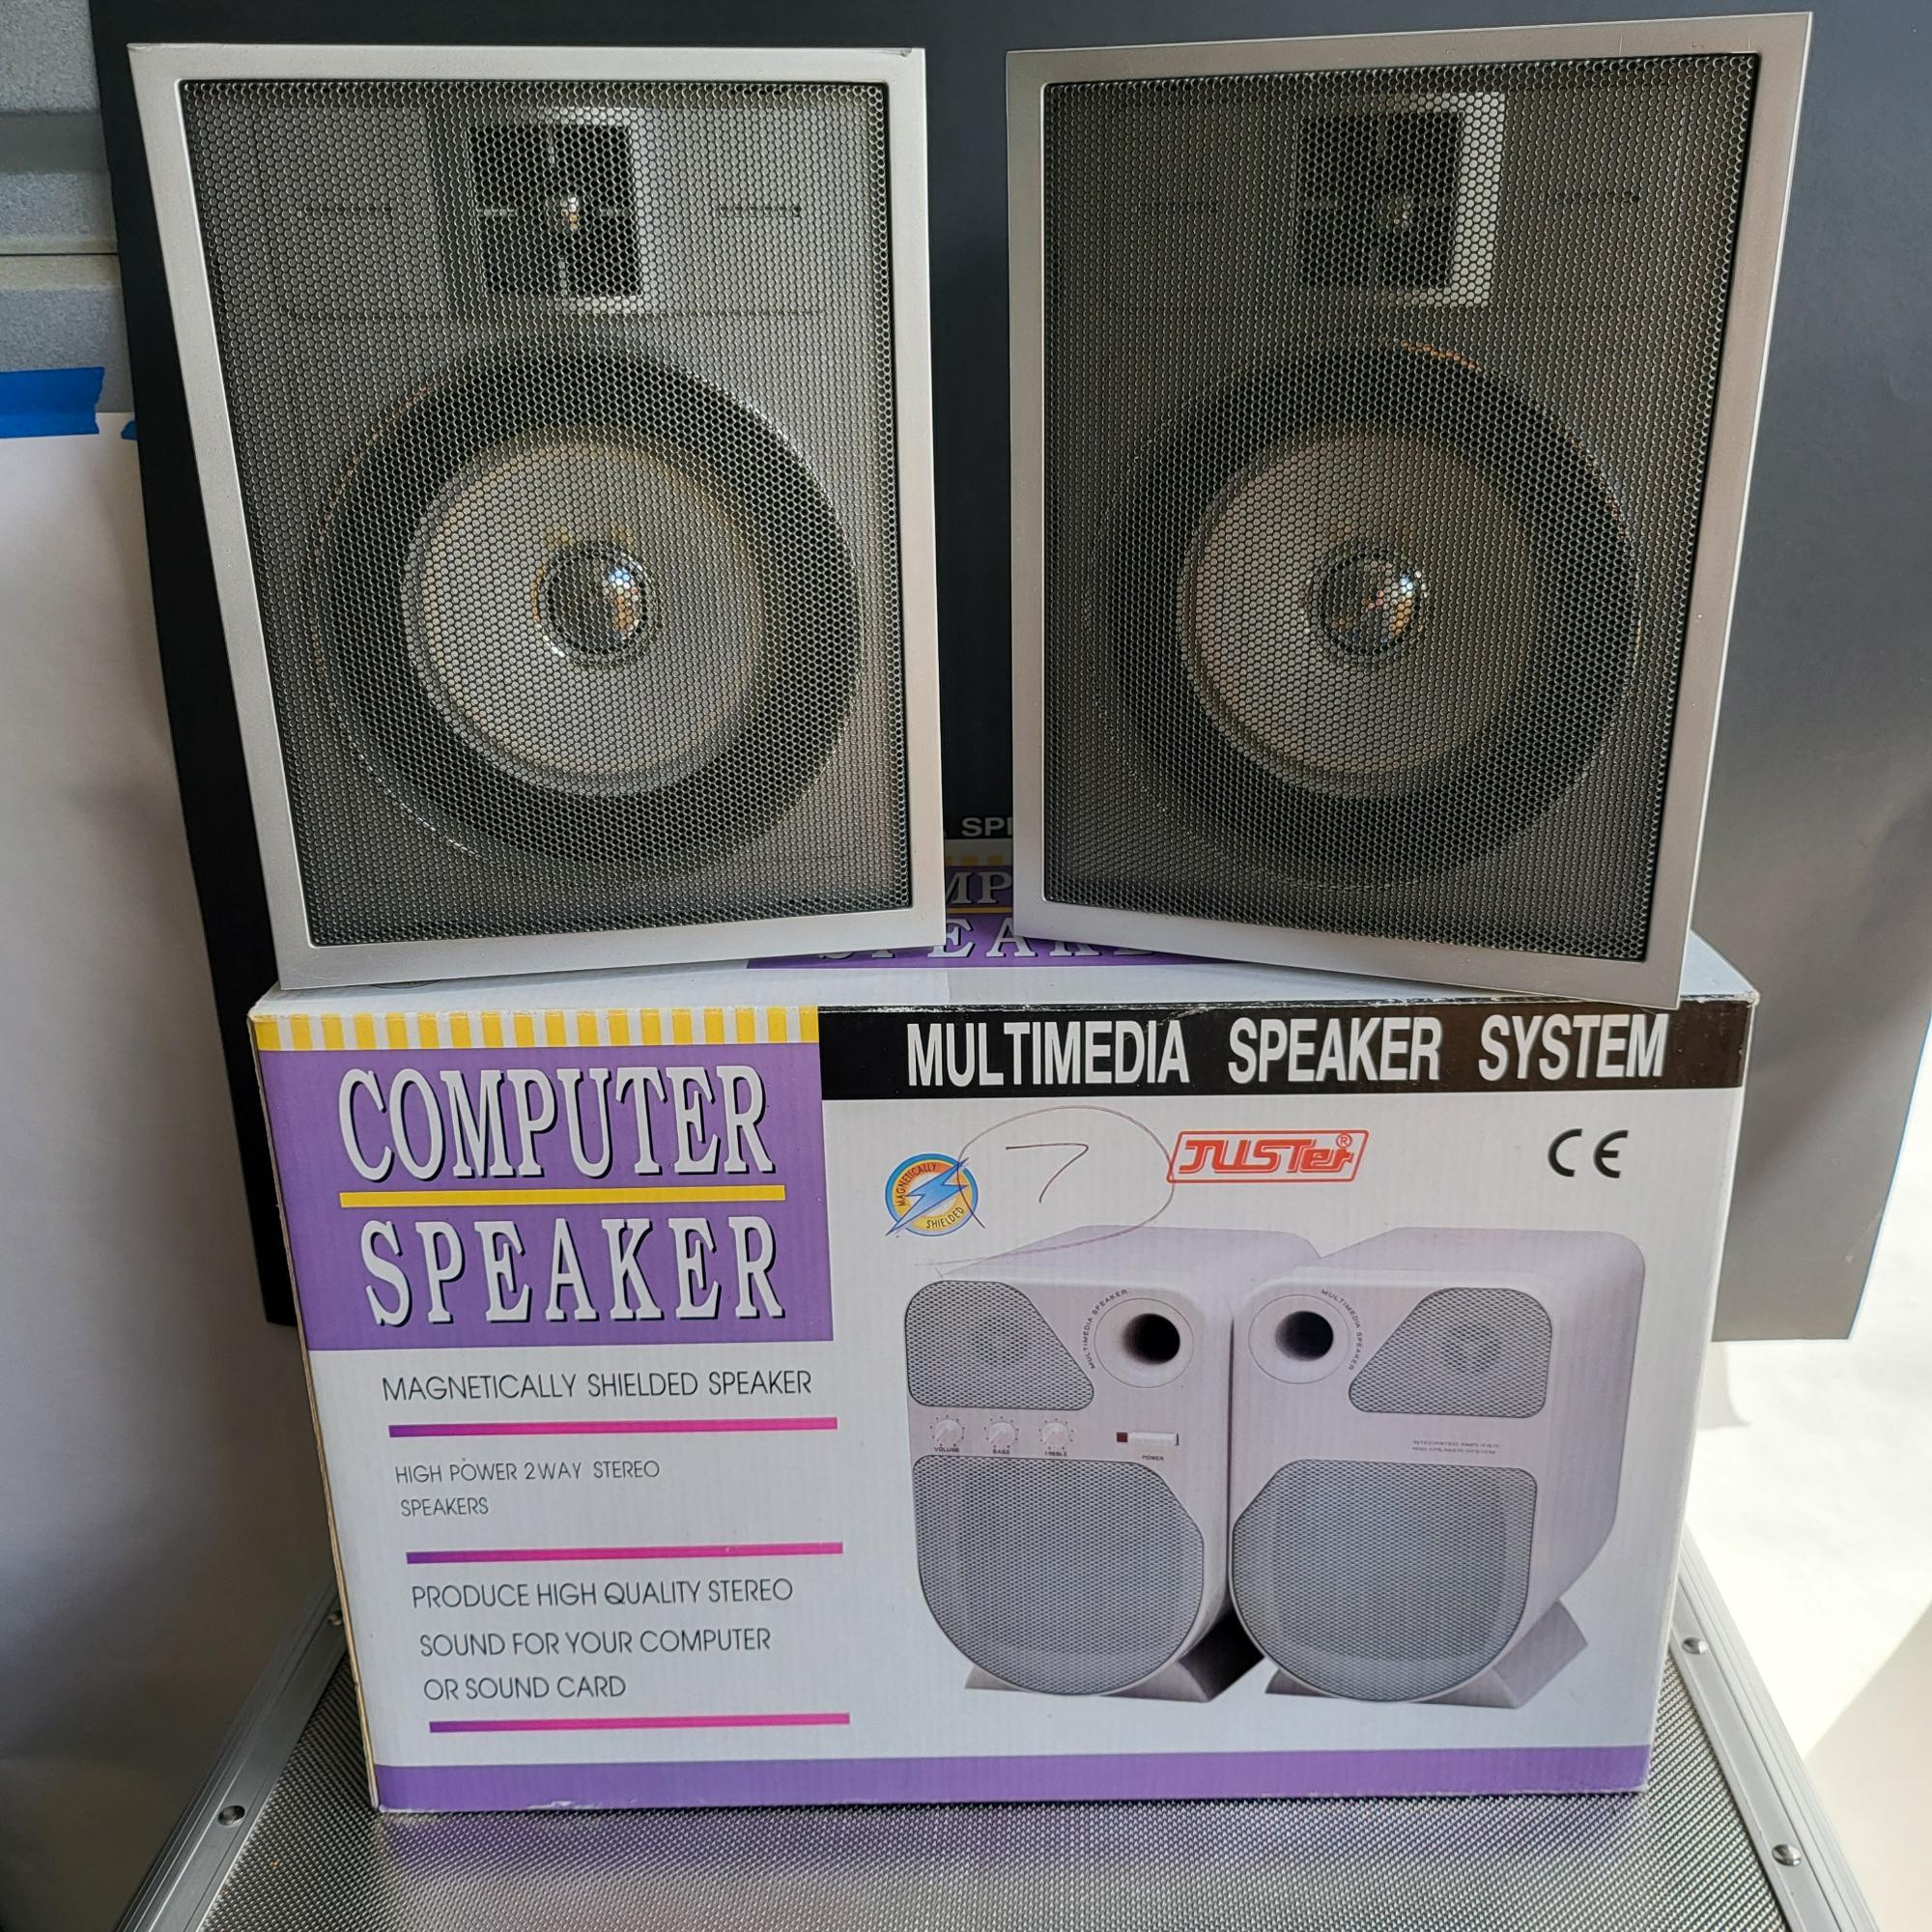 SPEAKER
MULTIMEDIA SPEAKER SYSTEM
COMPUTER
SPEAKER
MAGNETICALLY
SHIELDED
7
JUSTer®
CE
MAGNETICALLY SHIELDED SPEAKER
HIGH POWER 2WAY STEREO
SPEAKERS
PRODUCE HIGH QUALITY STEREO
SOUND FOR YOUR COMPUTER
OR SOUND CARD
MULTIMEDIA SPEAKER
MULTIMEDIA SPEAKER
VOLUME
BASS
TREBLE
POWER